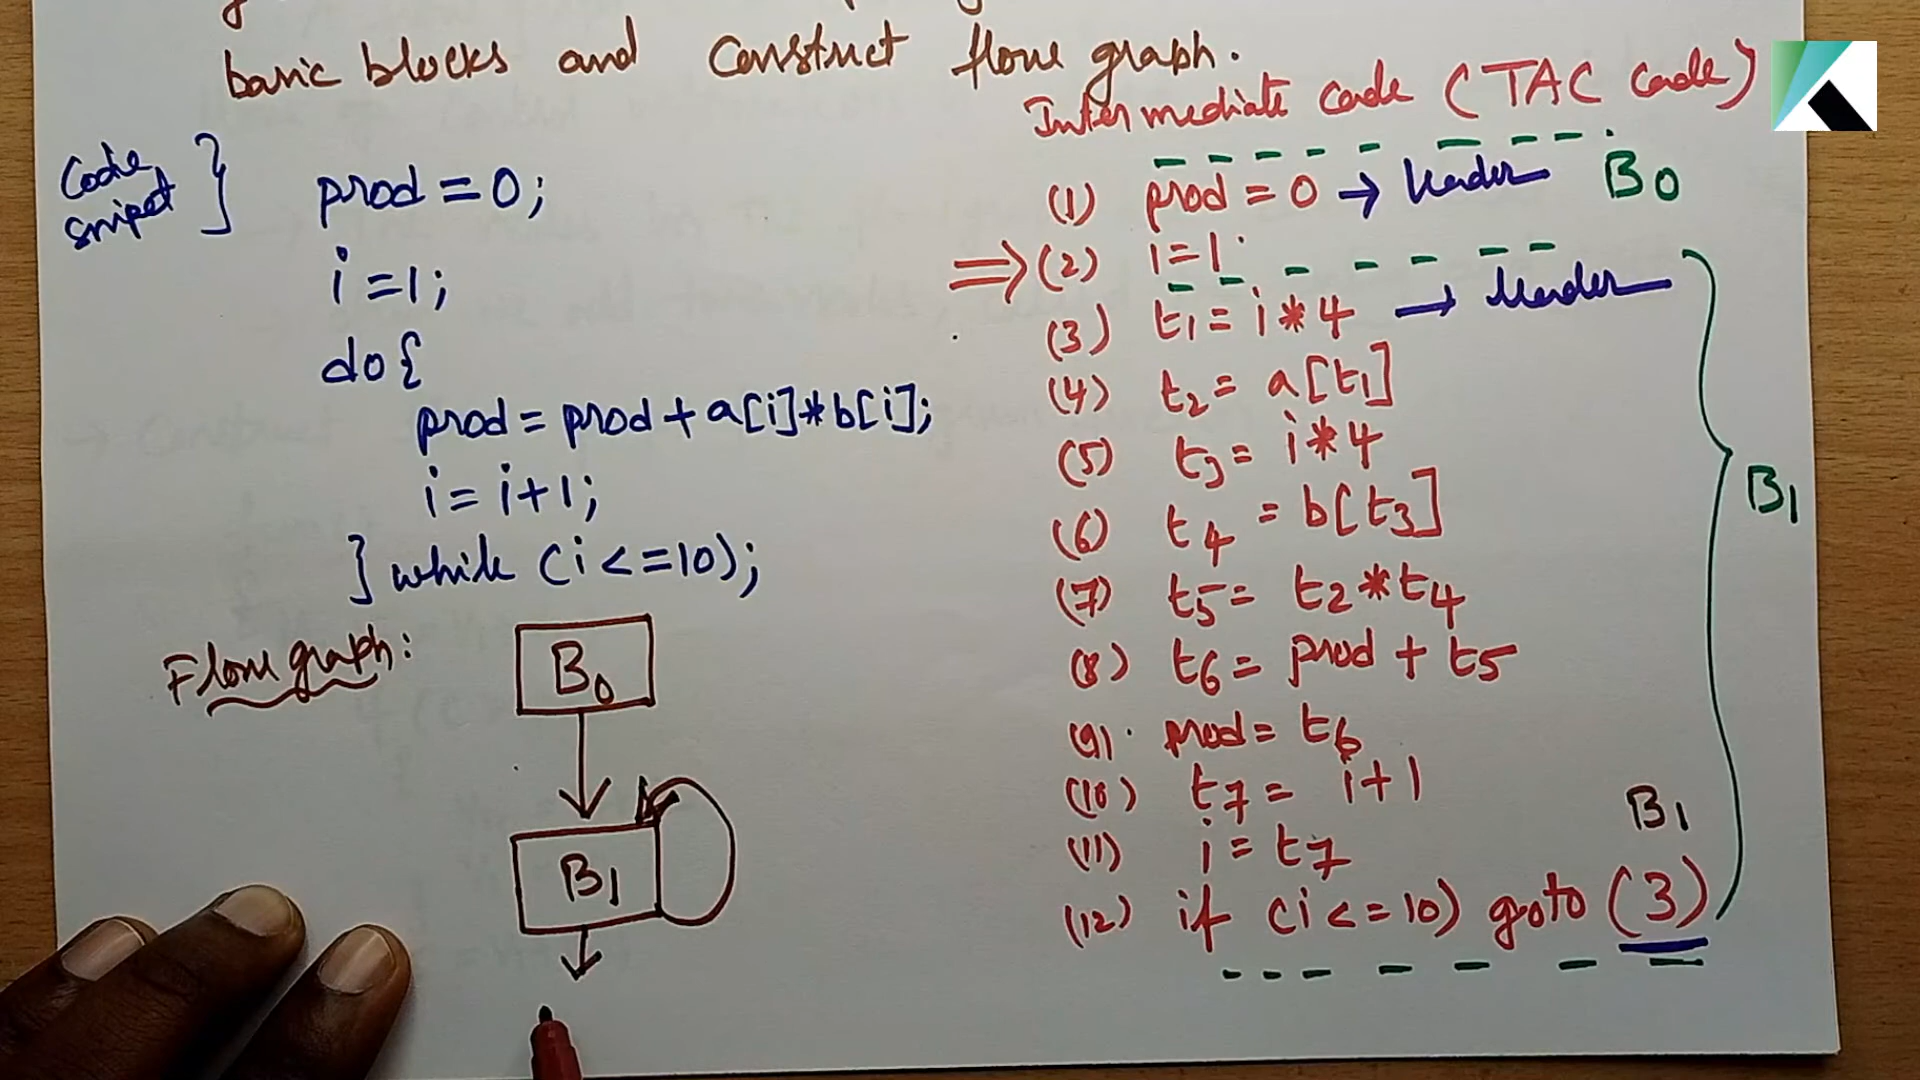 basic blocks and Construct flow graph.
Intermediate code (TAC Code)
Code
snipet
prod = 0;
i = 1;
do {
prod = prod + a[i] * b[i];
i = i + 1;
} while (i <= 10);
Flow graph:
B0
B1
(1) prod = 0 → leader B0
⇒ (2) i = 1
(3) t1 = i * 4 → leader
(4) t2 = a[t1]
(5) t3 = i * 4
(6) t4 = b[t3]
(7) t5 = t2 * t4
(8) t6 = prod + t5
(9) prod = t6
(10) t7 = i + 1
(11) i = t7
(12) if (i <= 10) goto (3)
B1
B1